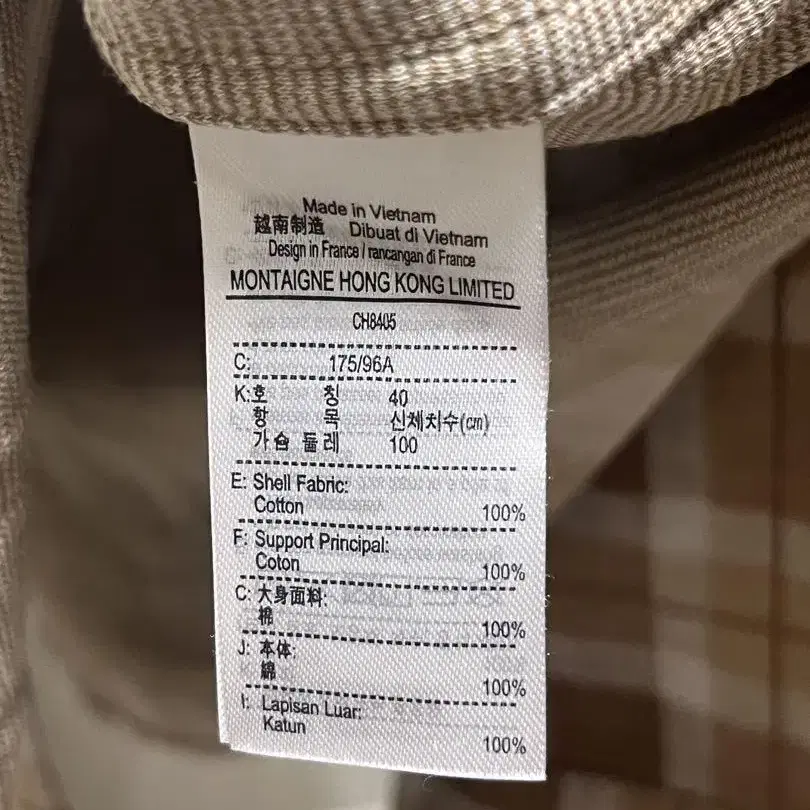 Made in Vietnam
越南制造 Dibuat di Vietnam
Design in France / rancangan di France
MONTAIGNE HONG KONG LIMITED
CH8405
C: 175/96A
K:호 칭 40
항 목 신체치수(cm)
가슴 둘레 100
E: Shell Fabric:
Cotton 100%
F: Support Principal:
Coton 100%
C: 大身面料:
棉 100%
J: 本体:
綿 100%
I: Lapisan Luar:
Katun 100%